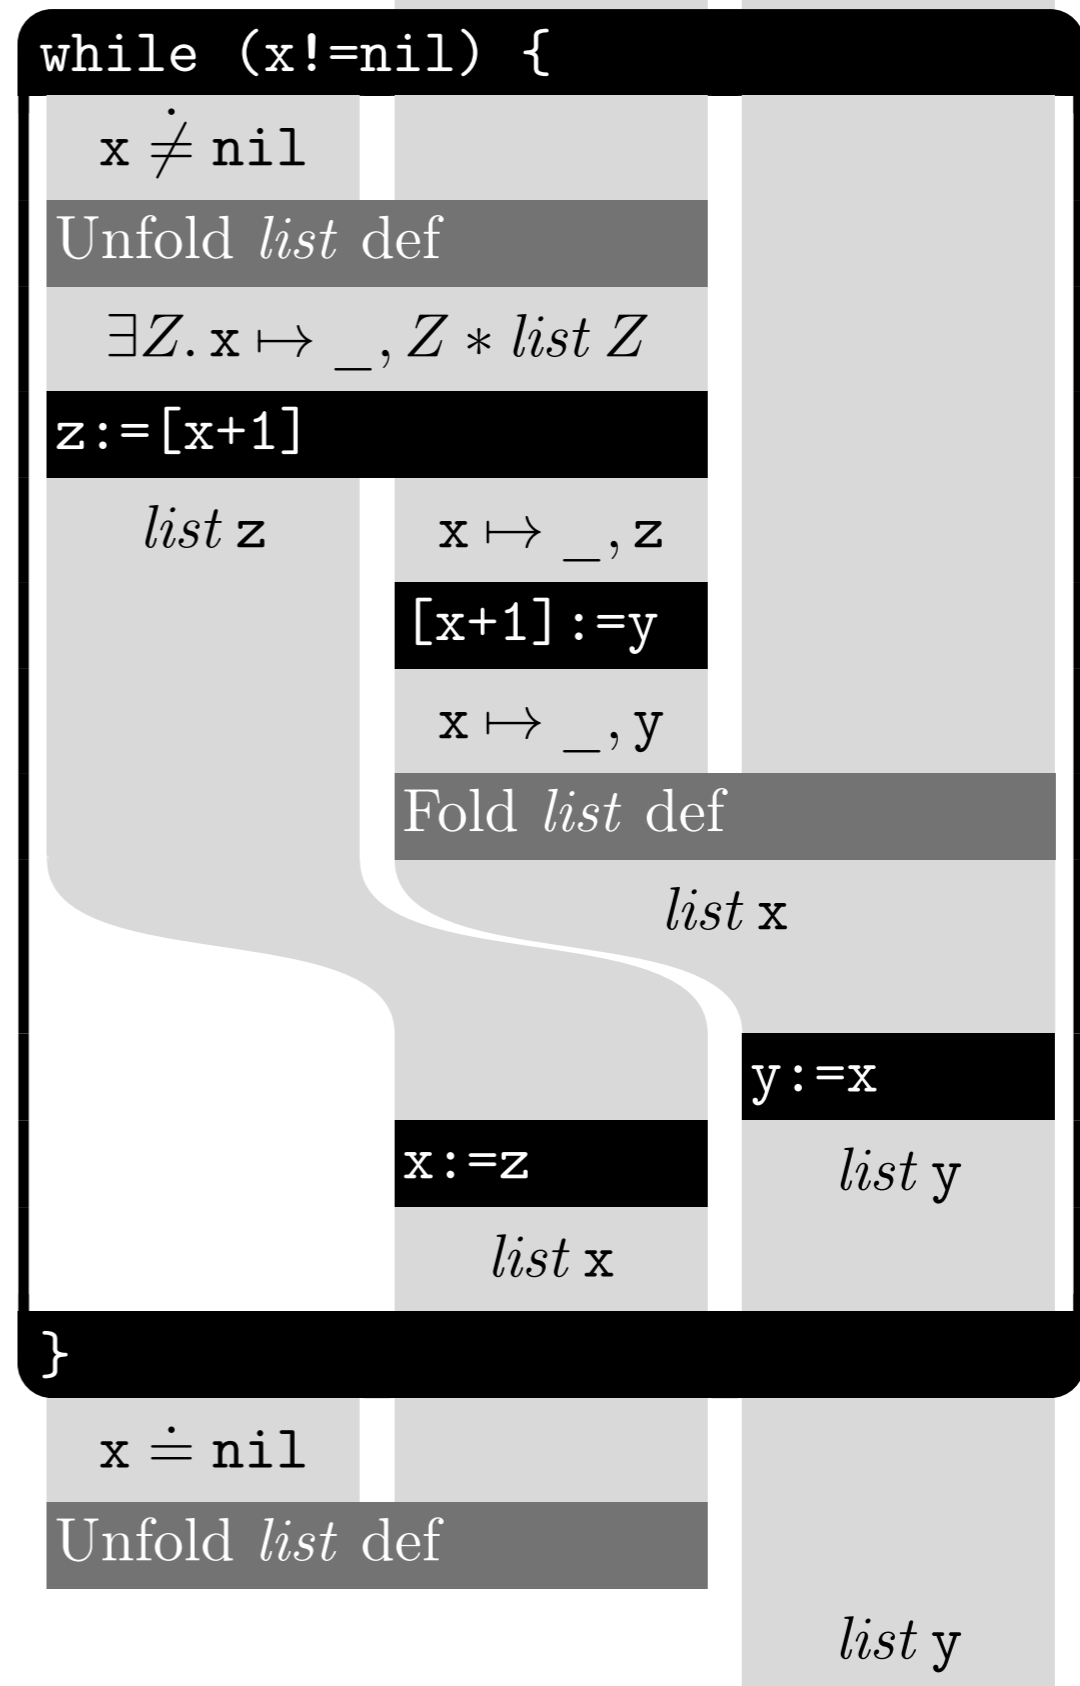 while (x!=nil) {
x ≐̸ nil
Unfold list def
∃Z. x ↦ _, Z * list Z
z:=[x+1]
list z x ↦ _, z
[x+1]:=y
x ↦ _, y
Fold list def
list x
y:=x
x:=z
list y
list x
}
x ≐ nil
Unfold list def
list y